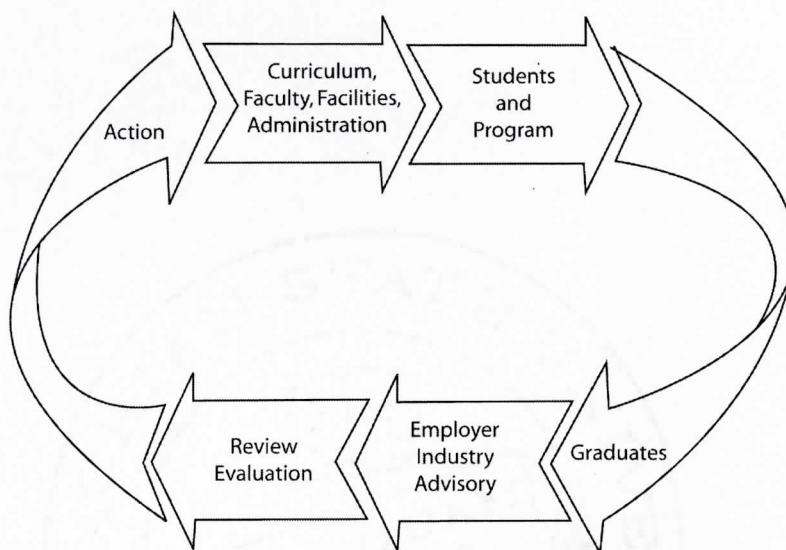 Action
Curriculum,
Faculty, Facilities,
Administration
Students
and
Program
Graduates
Employer
Industry
Advisory
Review
Evaluation